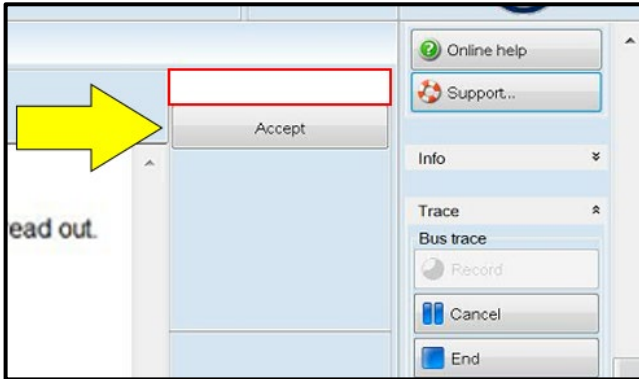 Online help
Support...
Accept
Info
ead out.
Trace
Bus trace
Record
Cancel
End